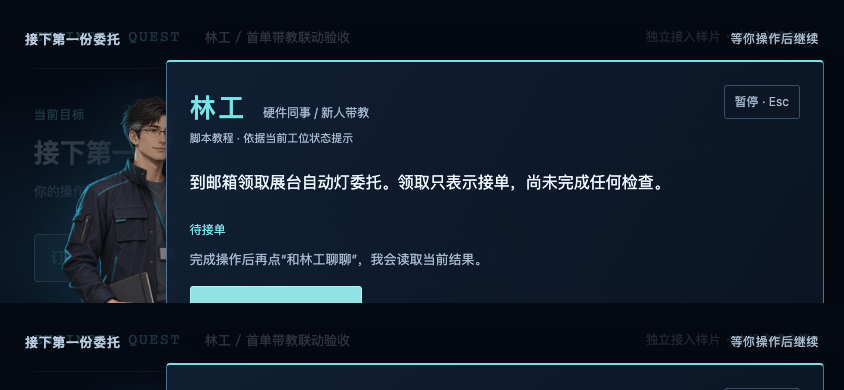 接下第一份委托 QUEST 林工 / 首单带教联动验收 独立接入样片 · 等你操作后继续
林工 硬件同事 / 新人带教 暂停 · Esc
脚本教程 · 依据当前工位状态提示
当前目标
接下第一
你的操作
到邮箱领取展台自动灯委托。领取只表示接单，尚未完成任何检查。
待接单
完成操作后再点“和林工聊聊”，我会读取当前结果。
接下第一份委托 QUEST 林工 / 首单带教联动验收 独立接入样片 等你操作后继续